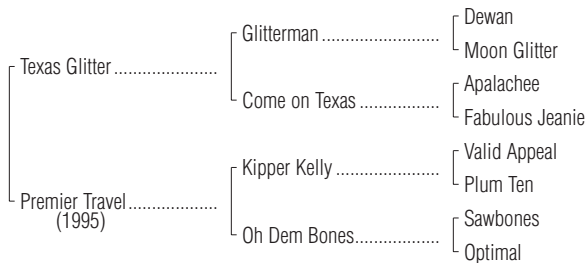 Dewan
Glitterman ..............................
Moon Glitter
Texas Glitter ..........................
Apalachee
Come on Texas ....................
Fabulous Jeanie
Valid Appeal
Kipper Kelly ..........................
Plum Ten
Premier Travel......................
(1995)
Sawbones
Oh Dem Bones.....................
Optimal